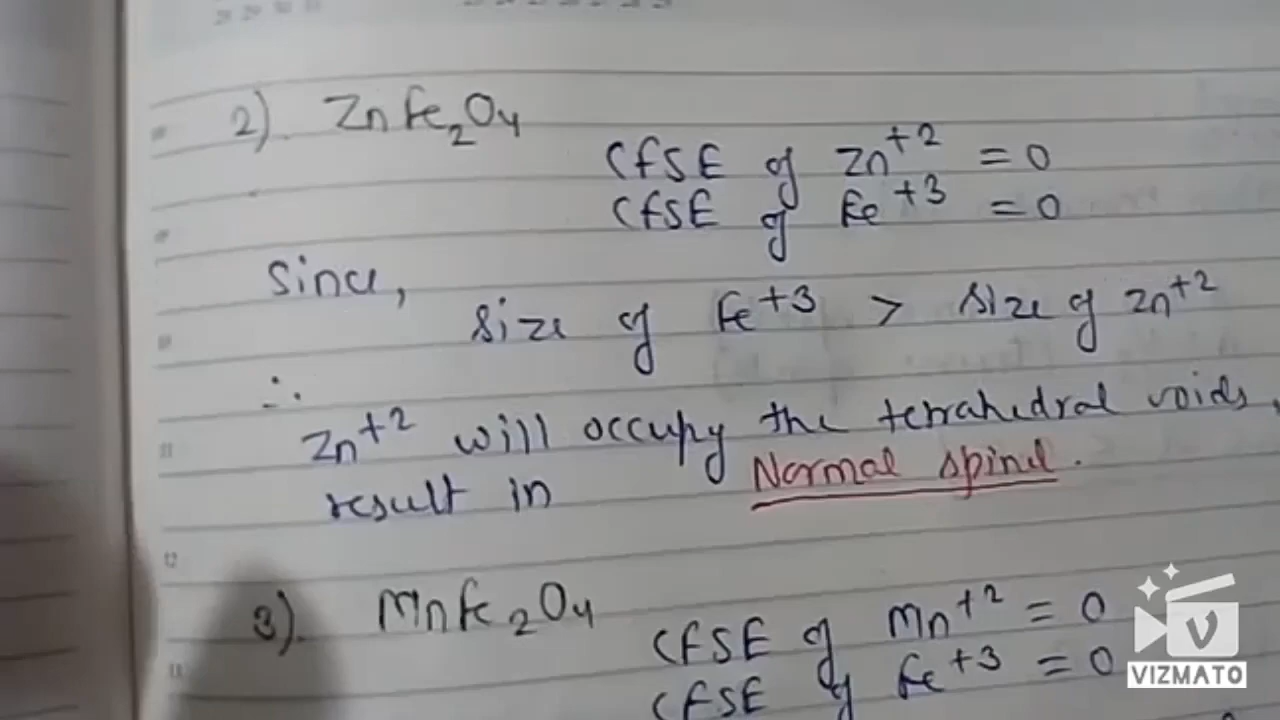 2). ZnFe₂O₄
CFSE of Zn⁺² = 0
CFSE of Fe⁺³ = 0
Since,
size of Fe⁺³ > size of Zn⁺²
∴
Zn⁺² will occupy the tetrahedral voids,
result in Normal spinel.
12
3). MnFe₂O₄
CFSE of Mn⁺² = 0
CFSE of Fe⁺³ = 0
VIZMATO